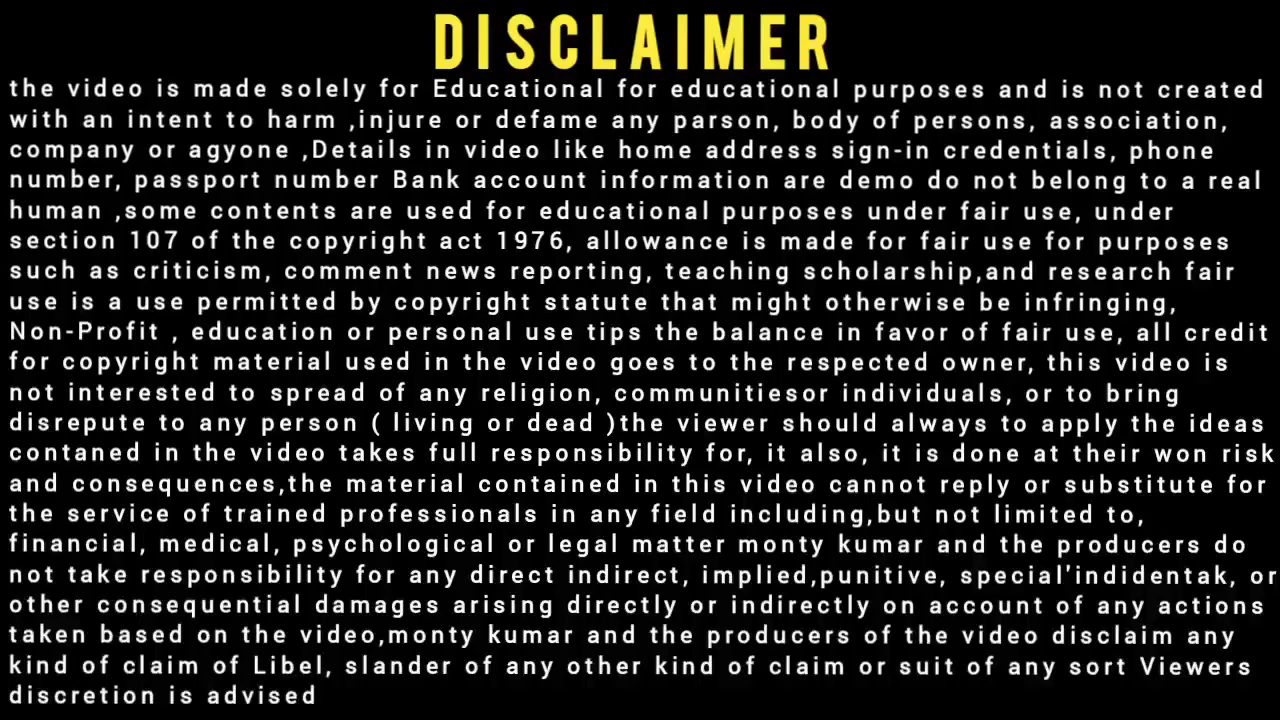 DISCLAIMER
the video is made solely for Educational for educational purposes and is not created
with an intent to harm ,injure or defame any parson, body of persons, association,
company or agyone ,Details in video like home address sign-in credentials, phone
number, passport number Bank account information are demo do not belong to a real
human ,some contents are used for educational purposes under fair use, under
section 107 of the copyright act 1976, allowance is made for fair use for purposes
such as criticism, comment news reporting, teaching scholarship,and research fair
use is a use permitted by copyright statute that might otherwise be infringing,
Non-Profit , education or personal use tips the balance in favor of fair use, all credit
for copyright material used in the video goes to the respected owner, this video is
not interested to spread of any religion, communitiesor individuals, or to bring
disrepute to any person ( living or dead )the viewer should always to apply the ideas
contaned in the video takes full responsibility for, it also, it is done at their won risk
and consequences,the material contained in this video cannot reply or substitute for
the service of trained professionals in any field including,but not limited to,
financial, medical, psychological or legal matter monty kumar and the producers do
not take responsibility for any direct indirect, implied,punitive, special'indidentak, or
other consequential damages arising directly or indirectly on account of any actions
taken based on the video,monty kumar and the producers of the video disclaim any
kind of claim of Libel, slander of any other kind of claim or suit of any sort Viewers
discretion is advised